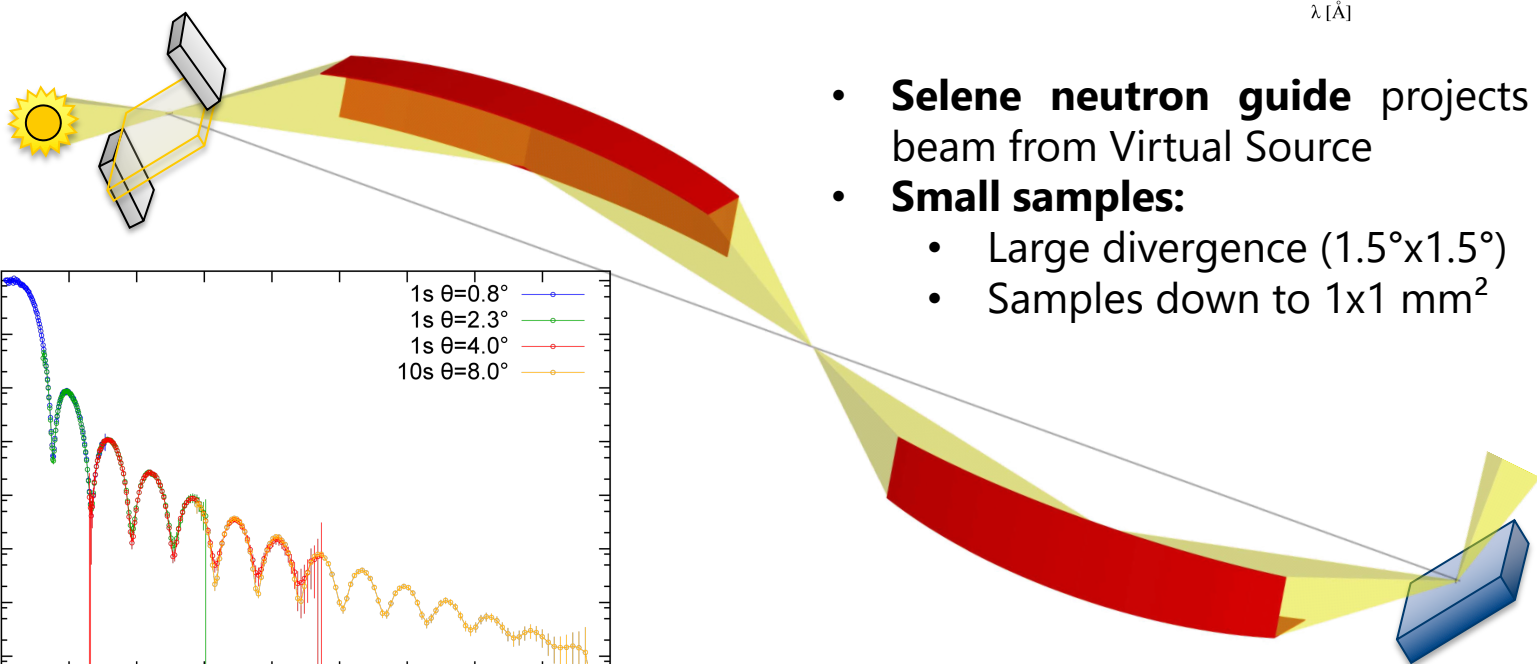 λ [Å]
• Selene neutron guide projects
beam from Virtual Source
• Small samples:
• Large divergence (1.5°x1.5°)
• Samples down to 1x1 mm²
1s θ=0.8°
1s θ=2.3°
1s θ=4.0°
10s θ=8.0°